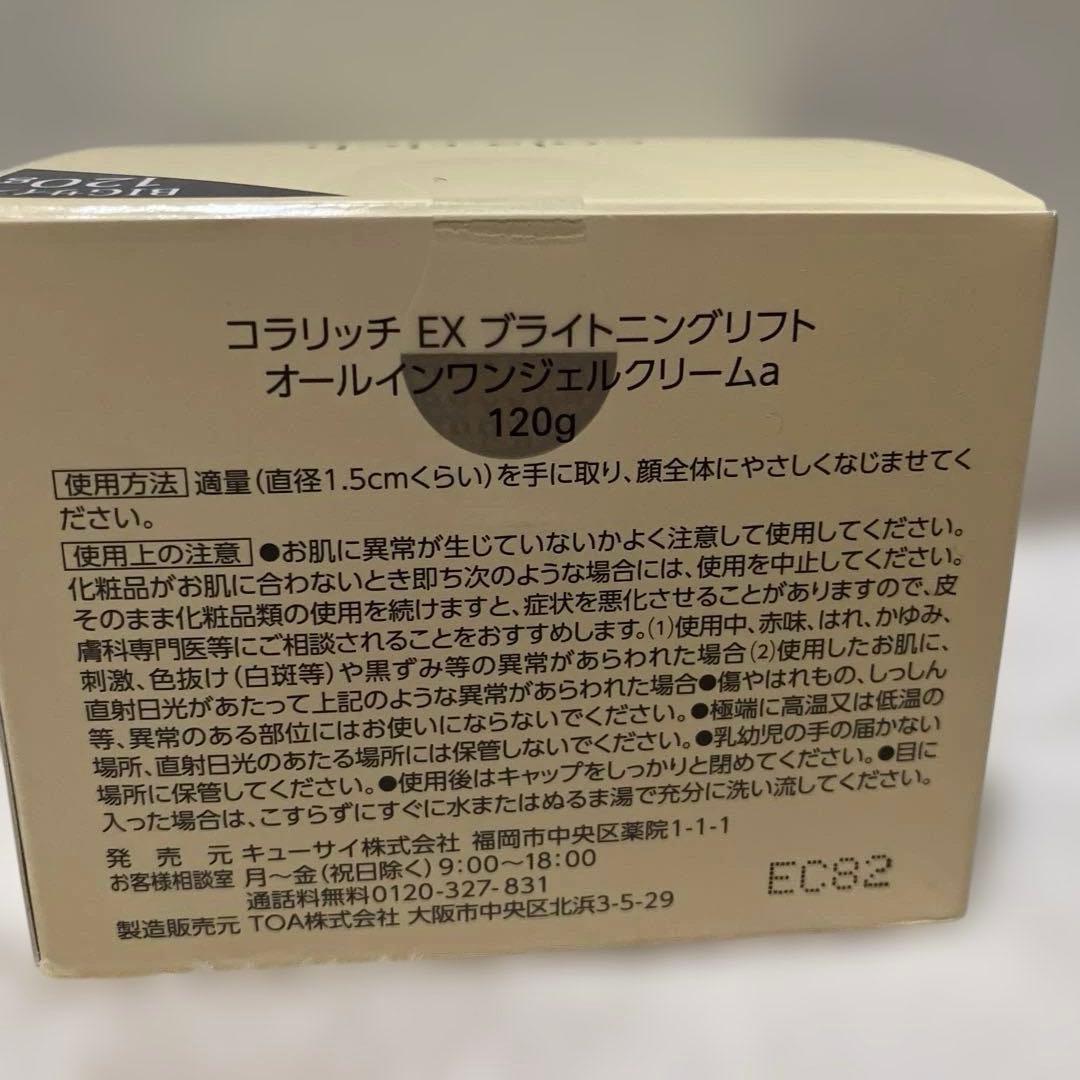 BIGサイズ
120g
コラリッチ EX ブライトニングリフト
オールインワンジェルクリームa
120g
使用方法 適量(直径1.5cmくらい)を手に取り、顔全体にやさしくなじませてく
ださい。
使用上の注意 ●お肌に異常が生じていないかよく注意して使用してください。
化粧品がお肌に合わないとき即ち次のような場合には、使用を中止してください。
そのまま化粧品類の使用を続けますと、症状を悪化させることがありますので、皮
膚科専門医等にご相談されることをおすすめします。(1)使用中、赤味、はれ、かゆみ、
刺激、色抜け(白斑等)や黒ずみ等の異常があらわれた場合(2)使用したお肌に、
直射日光があたって上記のような異常があらわれた場合●傷やはれもの、しっしん
等、異常のある部位にはお使いにならないでください。●極端に高温又は低温の
場所、直射日光のあたる場所には保管しないでください。●乳幼児の手の届かない
場所に保管してください。●使用後はキャップをしっかりと閉めてください。●目に
入った場合は、こすらずにすぐに水またはぬるま湯で充分に洗い流してください。
発売元 キューサイ株式会社 福岡市中央区薬院1-1-1
お客様相談室 月〜金(祝日除く)9:00〜18:00
通話料無料0120-327-831
製造販売元 TOA株式会社 大阪市中央区北浜3-5-29
EC82